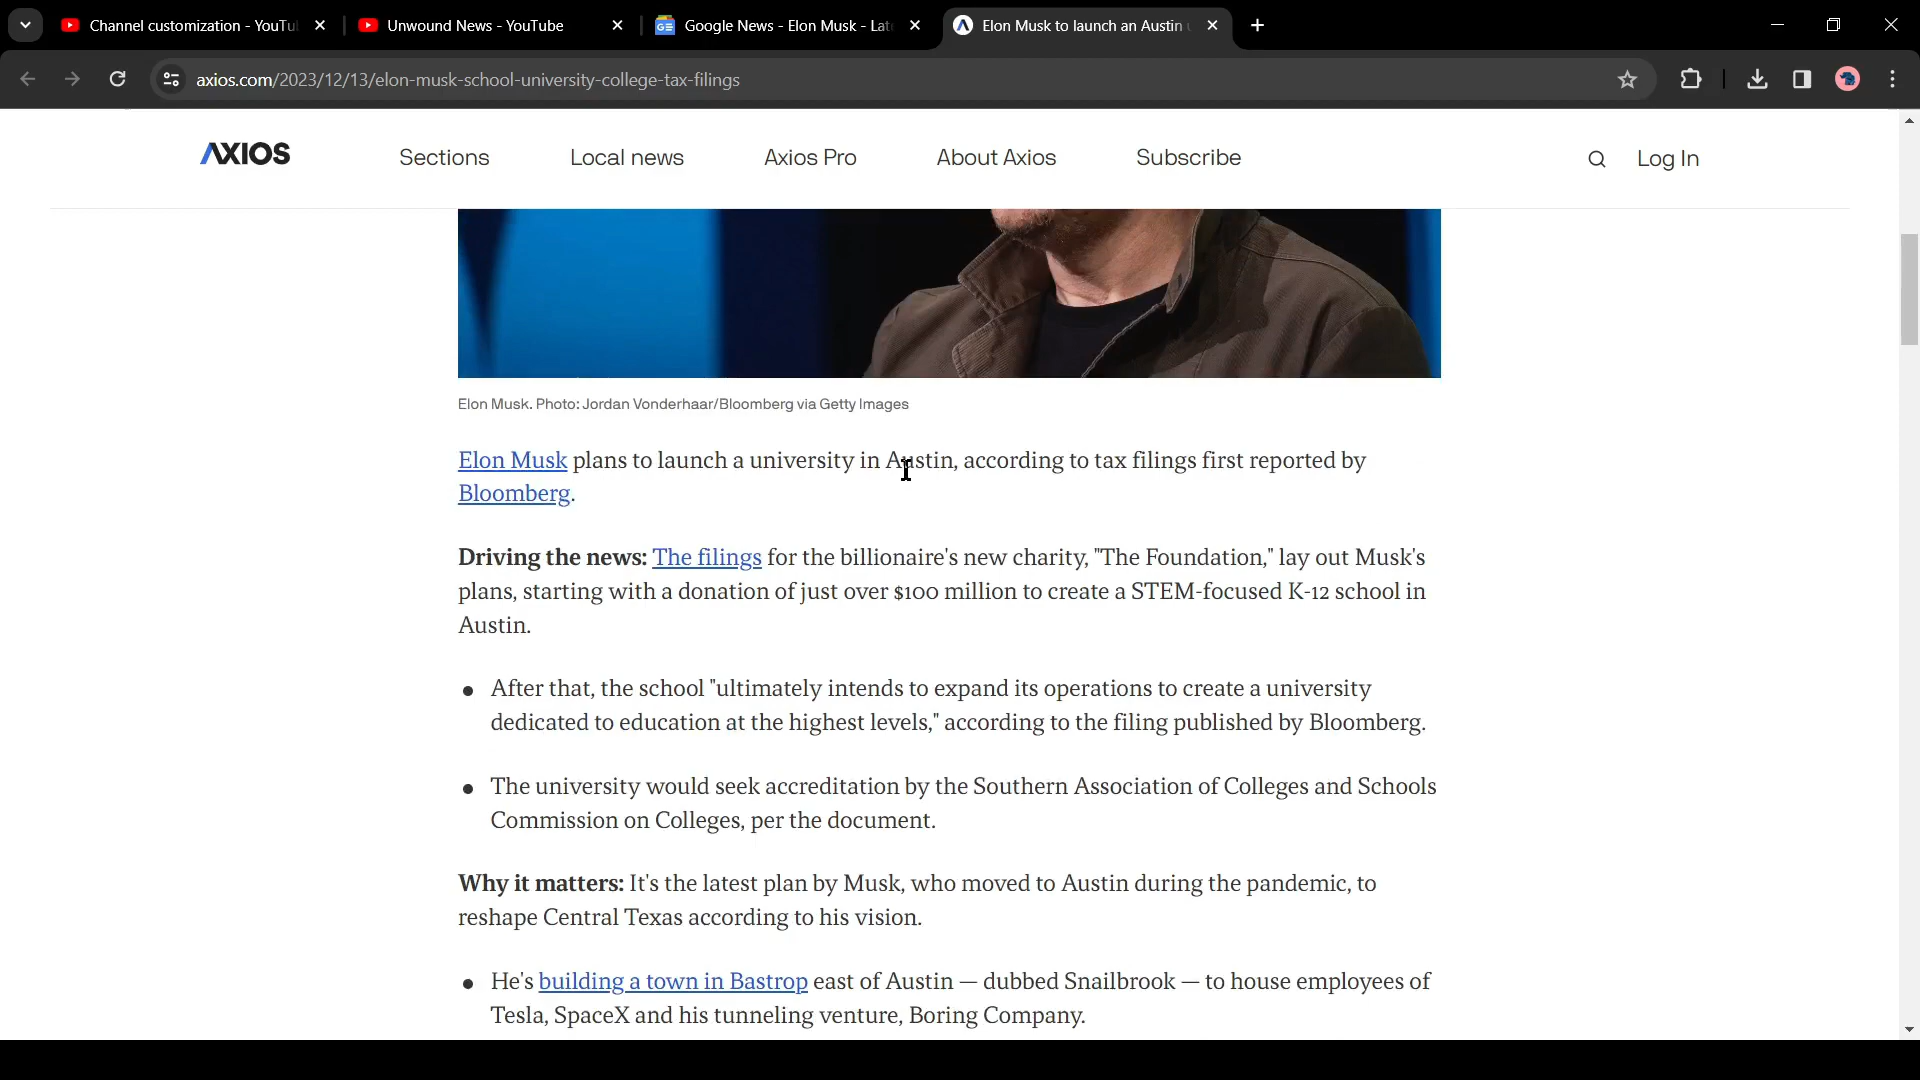 Channel customization - YouTu
Unwound News - YouTube
Google News - Elon Musk - Lat
Elon Musk to launch an Austin u
axios.com/2023/12/13/elon-musk-school-university-college-tax-filings
AXIOS
Sections
Local news
Axios Pro
About Axios
Subscribe
Log In
Elon Musk. Photo: Jordan Vonderhaar/Bloomberg via Getty Images
Elon Musk plans to launch a university in Austin, according to tax filings first reported by
Bloomberg.
Driving the news: The filings for the billionaire's new charity, "The Foundation," lay out Musk's
plans, starting with a donation of just over $100 million to create a STEM-focused K-12 school in
Austin.
• After that, the school "ultimately intends to expand its operations to create a university
dedicated to education at the highest levels," according to the filing published by Bloomberg.
• The university would seek accreditation by the Southern Association of Colleges and Schools
Commission on Colleges, per the document.
Why it matters: It's the latest plan by Musk, who moved to Austin during the pandemic, to
reshape Central Texas according to his vision.
• He's building a town in Bastrop east of Austin — dubbed Snailbrook — to house employees of
Tesla, SpaceX and his tunneling venture, Boring Company.